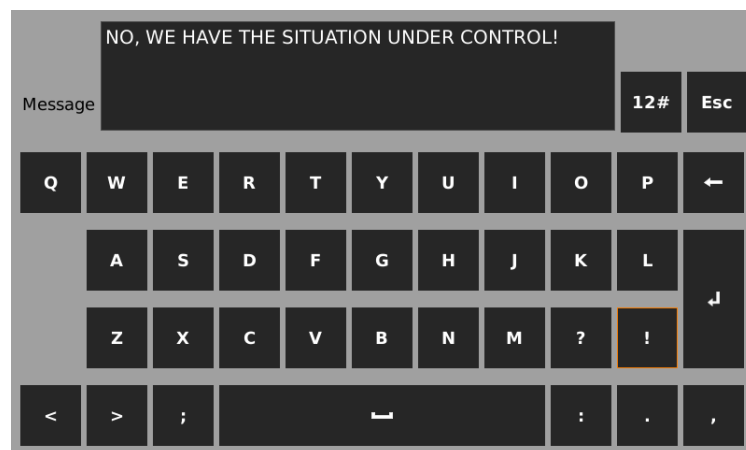 NO, WE HAVE THE SITUATION UNDER CONTROL!
Message
12# Esc
Q W E R T Y U I O P ←
A S D F G H J K L
↲
Z X C V B N M ? !
< > ; ⎵ : . ,